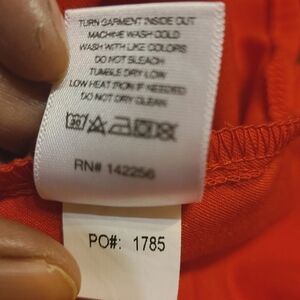 TURN GARMENT INSIDE OUT
MACHINE WASH COLD
WASH WITH LIKE COLORS
DO NOT BLEACH
TUMBLE DRY LOW
LOW HEAT IRON IF NEEDED
DO NOT DRY CLEAN
30
RN# 142256
PO#: 1785